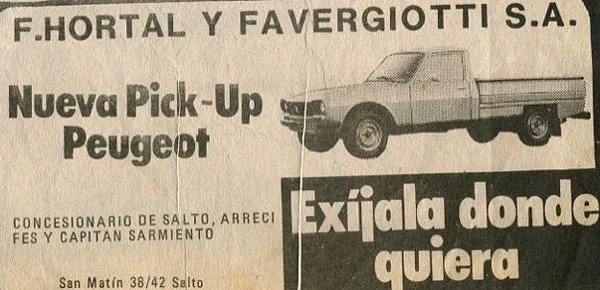 F.HORTAL Y FAVERGIOTTI S.A.
Nueva Pick-Up
Peugeot
CONCESIONARIO DE SALTO, ARRECI
FES Y CAPITAN SARMIENTO
San Matín 38/42 Salto
Exíjala donde
quiera